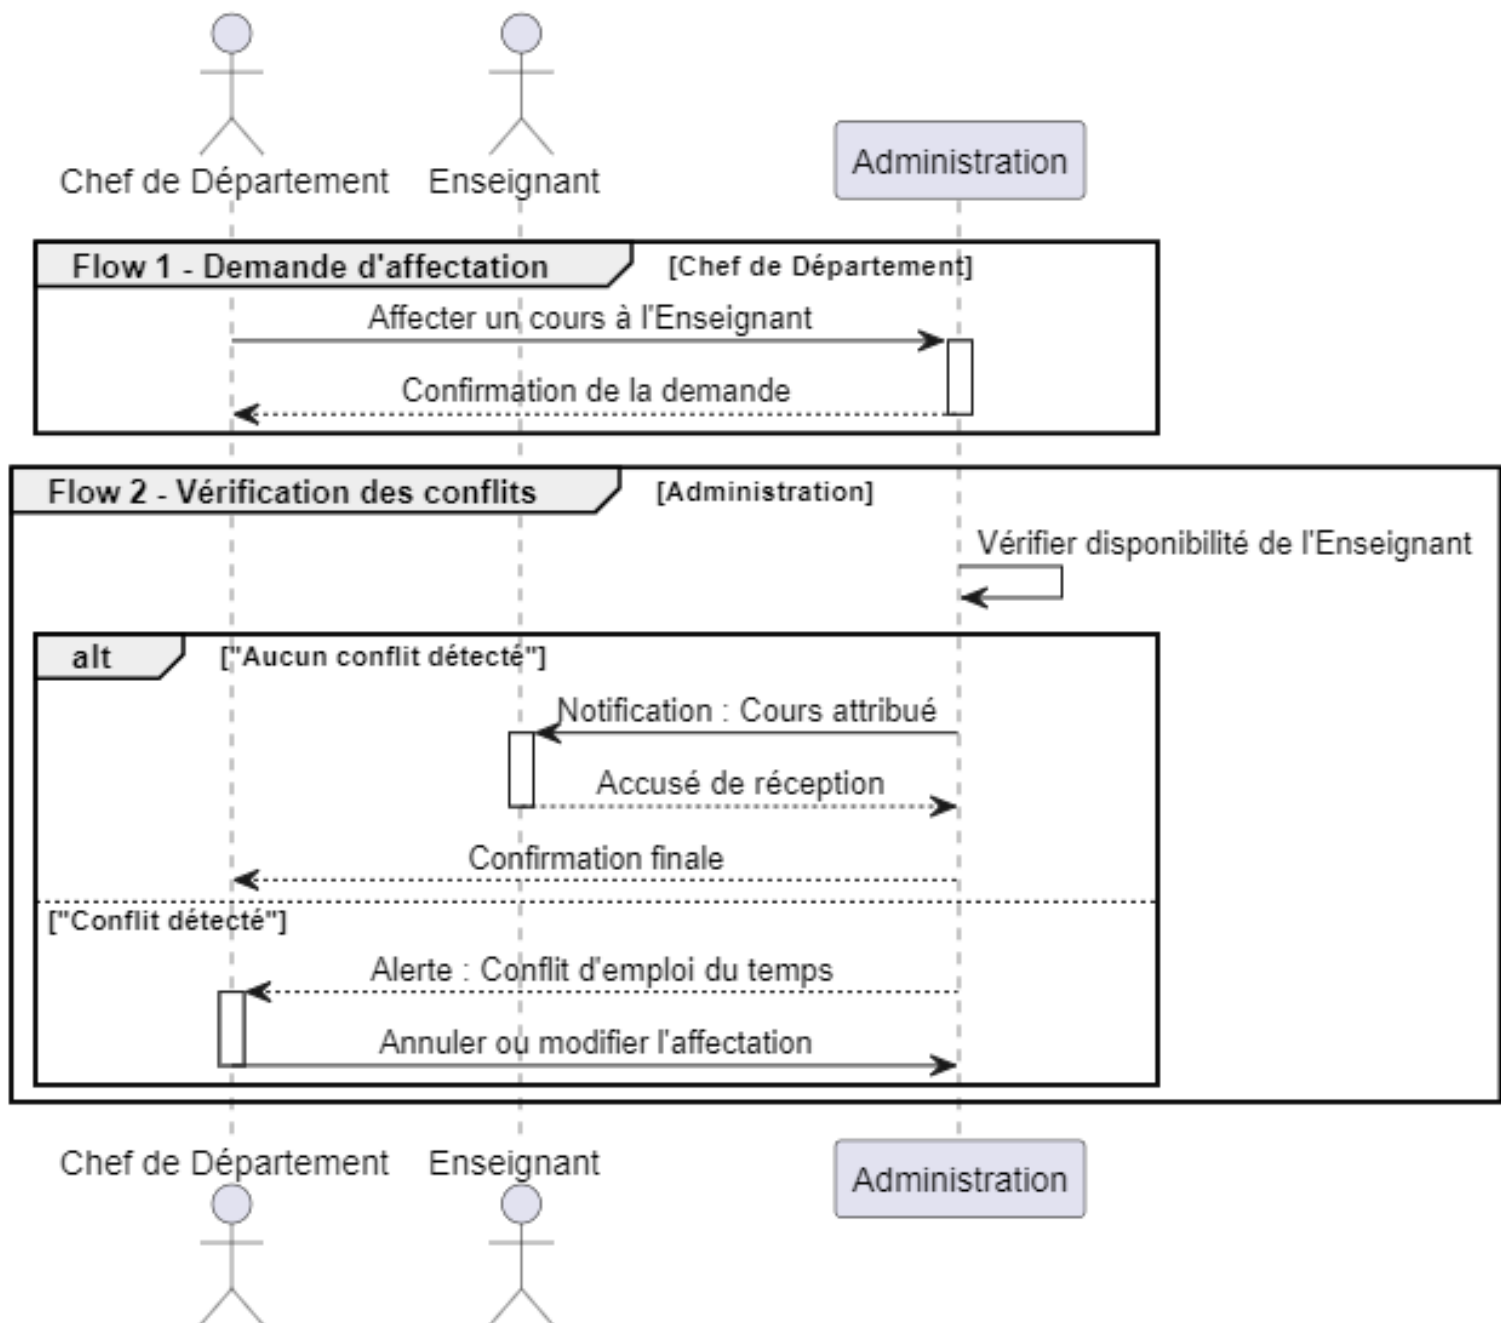 Chef de Département
Enseignant
Administration
Flow 1 - Demande d'affectation
[Chef de Département]
Affecter un cours à l'Enseignant
Confirmation de la demande
Flow 2 - Vérification des conflits
[Administration]
Vérifier disponibilité de l'Enseignant
alt
["Aucun conflit détecté"]
Notification : Cours attribué
Accusé de réception
Confirmation finale
["Conflit détecté"]
Alerte : Conflit d'emploi du temps
Annuler ou modifier l'affectation
Chef de Département
Enseignant
Administration